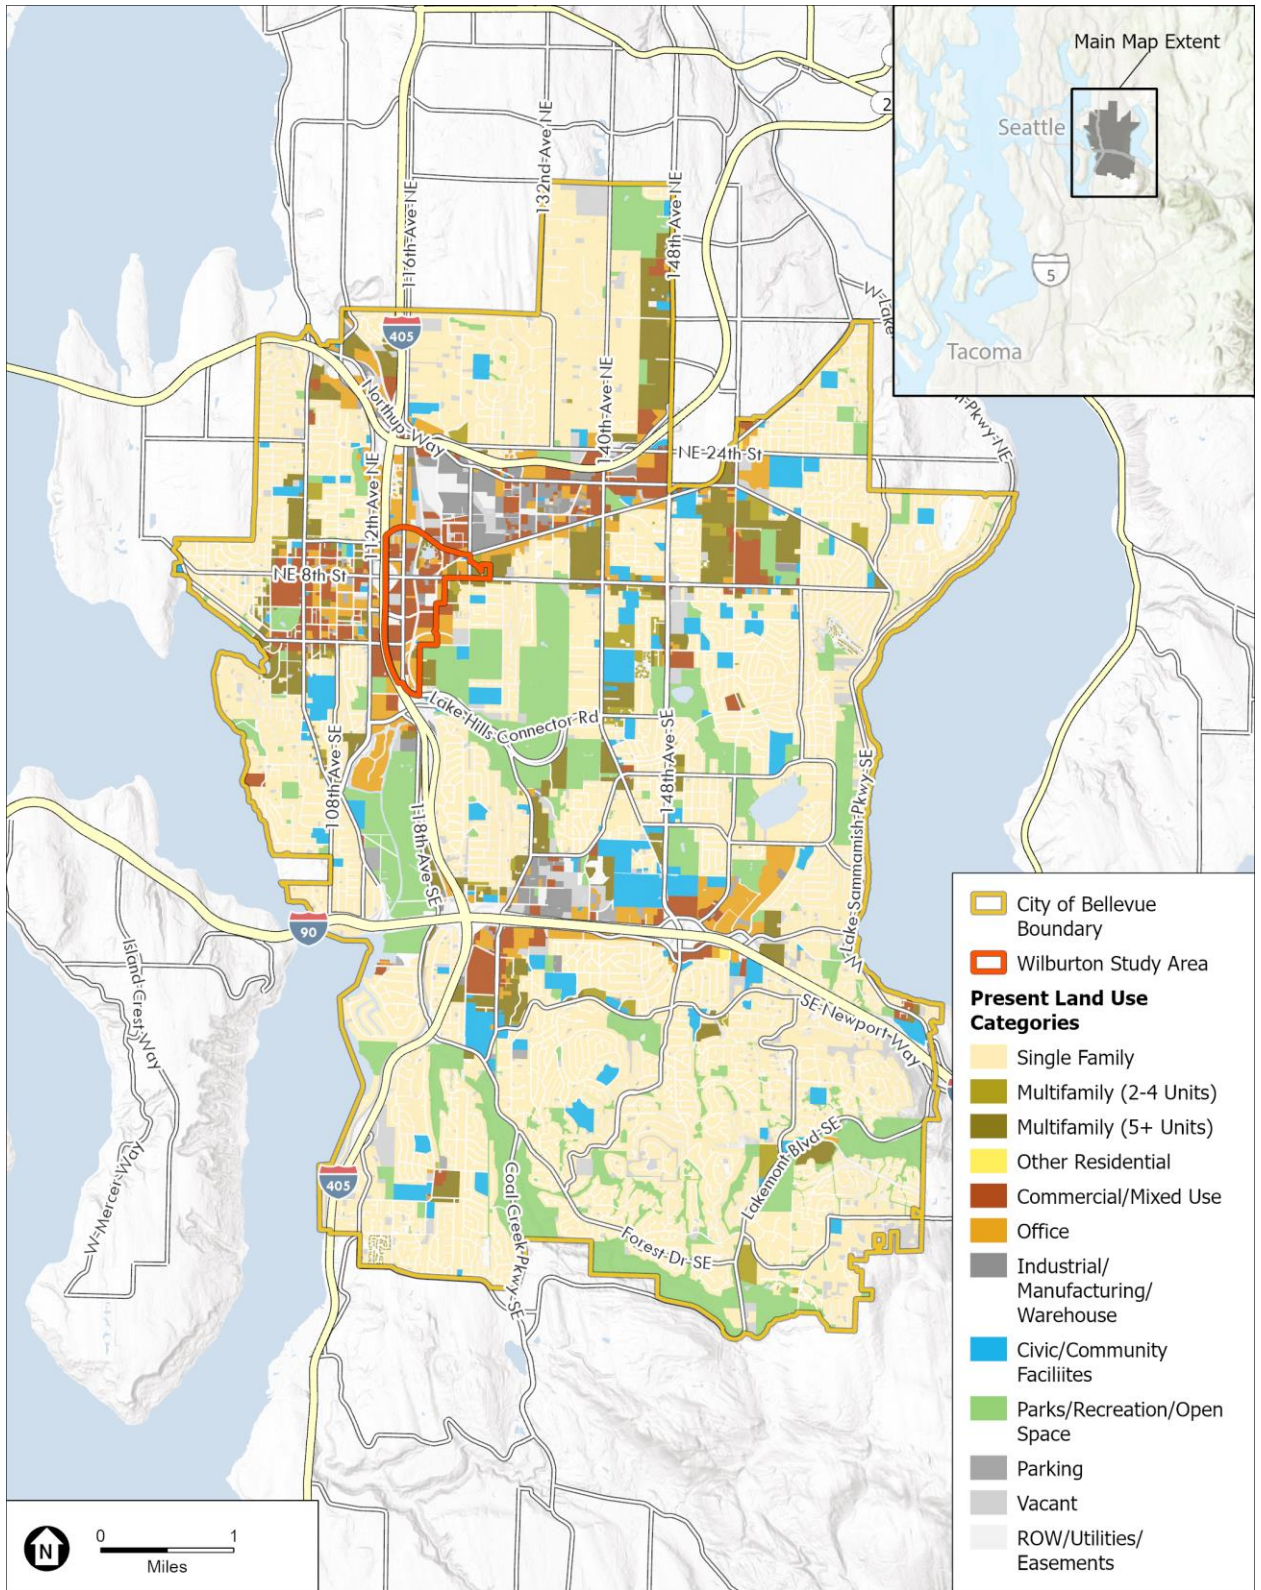 Main Map Extent
Seattle
5
Tacoma
2
132nd-Ave-NE
116th-Ave-NE
148th-Ave-NE
W-Lake
405
140th-Ave-NE
Pkwy-NE
Northup-Way
NE-24th-St
112th-Ave-NE
NE-8th-St
Lake-Hills-Connector-Rd
108th-Ave-SE
148th-Ave-SE
118th-Ave-SE
W-Lake-Sammamish-Pkwy-SE
90
Island-Crest-Way
SE-Newport-Way
W-Mercer-Way
405
Coal-Creek-Pkwy-SE
Lakemont-Blvd-SE
Forest-Dr-SE
City of Bellevue
Boundary
Wilburton Study Area
Present Land Use
Categories
Single Family
Multifamily (2-4 Units)
Multifamily (5+ Units)
Other Residential
Commercial/Mixed Use
Office
Industrial/
Manufacturing/
Warehouse
Civic/Community
Faciliites
Parks/Recreation/Open
Space
Parking
Vacant
ROW/Utilities/
Easements
N
0 1
Miles